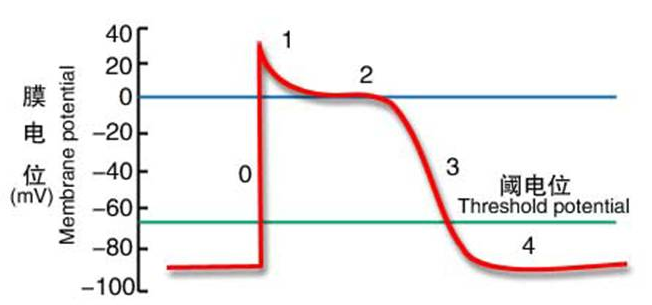 40
20
0
−20
−40
−60
−80
−100
膜
电
位
(mV)
Membrane potential
0
1
2
3
4
阈电位
Threshold potential